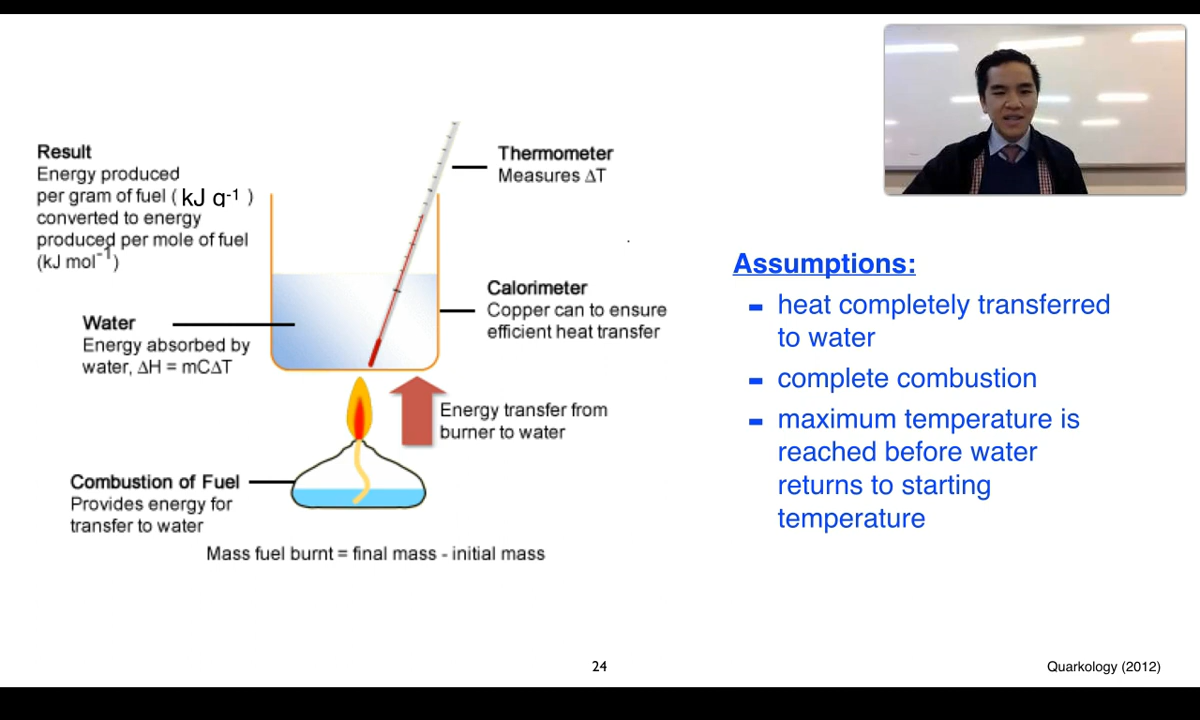 Result
Energy produced
per gram of fuel ( kJ g-1 )
converted to energy
produced per mole of fuel
(kJ mol-1)
Thermometer
Measures ΔT
Calorimeter
Copper can to ensure
efficient heat transfer
Water
Energy absorbed by
water, ΔH = mCΔT
Energy transfer from
burner to water
Combustion of Fuel
Provides energy for
transfer to water
Mass fuel burnt = final mass - initial mass
Assumptions:
- heat completely transferred
to water
- complete combustion
- maximum temperature is
reached before water
returns to starting
temperature
24
Quarkology (2012)